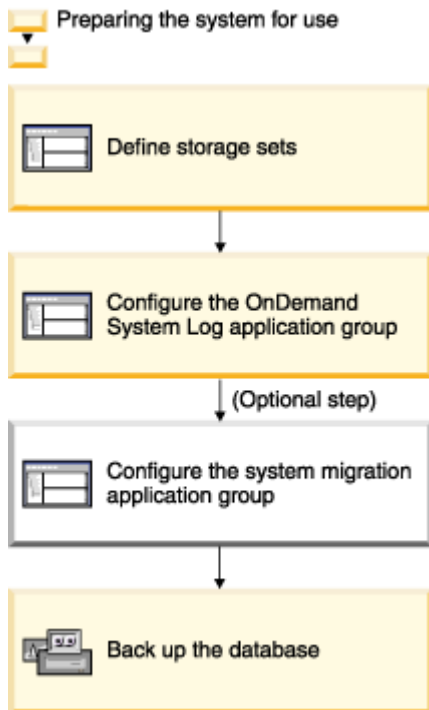 Preparing the system for use
Define storage sets
Configure the OnDemand
System Log application group
(Optional step)
Configure the system migration
application group
Back up the database